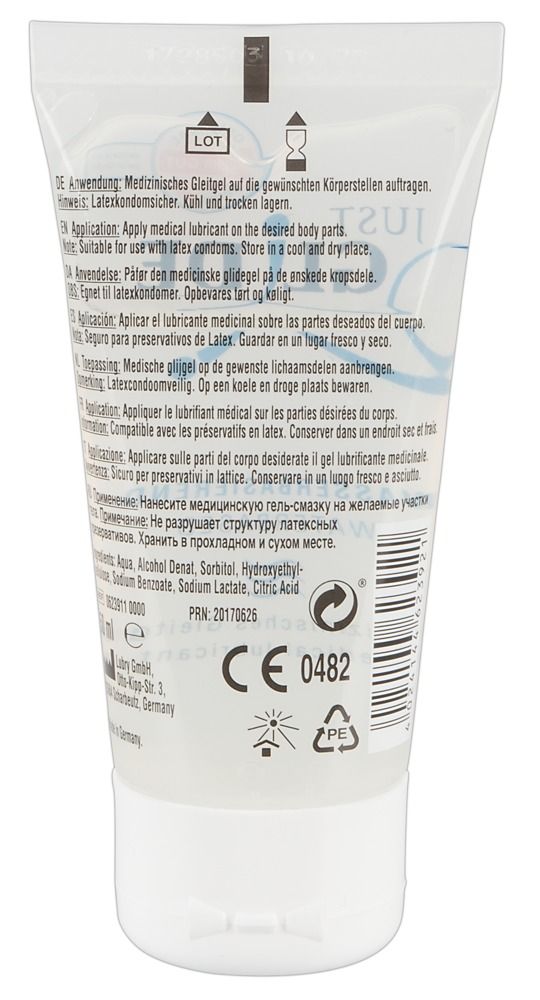 LOT
DE Anwendung: Medizinisches Gleitgel auf die gewünschten Körperstellen auftragen.
Hinweis: Latexkondomsicher. Kühl und trocken lagern.
EN Application: Apply medical lubricant on the desired body parts.
Note: Suitable for use with latex condoms. Store in a cool and dry place.
DA Anvendelse: Påfør den medicinske glidegel på de ønskede kropsdele.
OBS: Egnet til latexkondomer. Opbevares tørt og køligt.
ES Aplicación: Aplicar el lubricante medicinal sobre las partes deseados del cuerpo.
Nota: Seguro para preservativos de Latex. Guardar en un lugar fresco y seco.
NL Toepassing: Medische glijgel op de gewenste lichaamsdelen aanbrengen.
Latexcondoomveilig. Op een koele en droge plaats bewaren.
FR Application: Appliquer le lubrifiant médical sur les parties désirées du corps.
Compatible avec les préservatifs en latex. Conserver dans un endroit sec et frais.
Applicazione: Applicare sulle parti del corpo desiderate il gel lubrificante medicinale.
Sicuro per preservativi in lattice. Conservare in un luogo fresco e asciutto.
Применение: Нанесите медицинскую гель-смазку на желаемые участки
Примечание: Не разрушает структуру латексных
Хранить в прохладном и сухом месте.
Aqua, Alcohol Denat, Sorbitol, Hydroxyethyl-
Sodium Benzoate, Sodium Lactate, Citric Acid
0623911 0000
PRN: 20170626
ml ℮
CE 0482
Lubry GmbH,
Otto-Kipp-Str. 3,
Scharbeutz, Germany
in Germany.
PE
4 024144 623921
JUST
GLIDE
WASSERBASIEREND